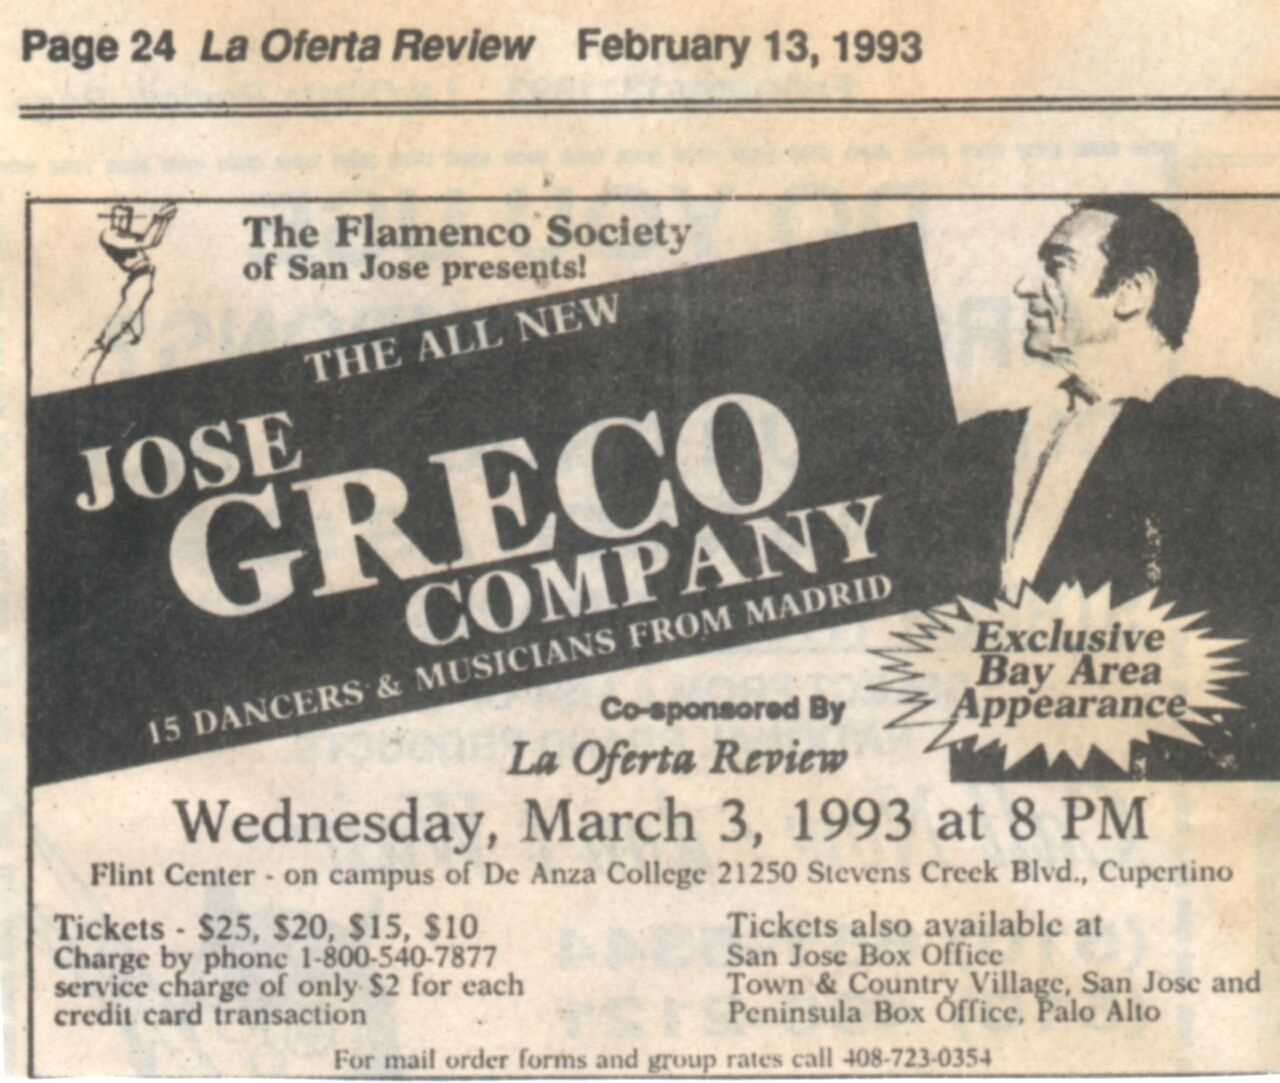 Page 24 La Oferta Review February 13, 1993
The Flamenco Society
of San Jose presents!
THE ALL NEW
JOSE
GRECO
COMPANY
15 DANCERS & MUSICIANS FROM MADRID
Exclusive
Bay Area
Appearance
Co-sponsored By
La Oferta Review
Wednesday, March 3, 1993 at 8 PM
Flint Center - on campus of De Anza College 21250 Stevens Creek Blvd., Cupertino
Tickets - $25, $20, $15, $10
Charge by phone 1-800-540-7877
service charge of only $2 for each
credit card transaction
Tickets also available at
San Jose Box Office
Town & Country Village, San Jose and
Peninsula Box Office, Palo Alto
For mail order forms and group rates call 408-723-0354